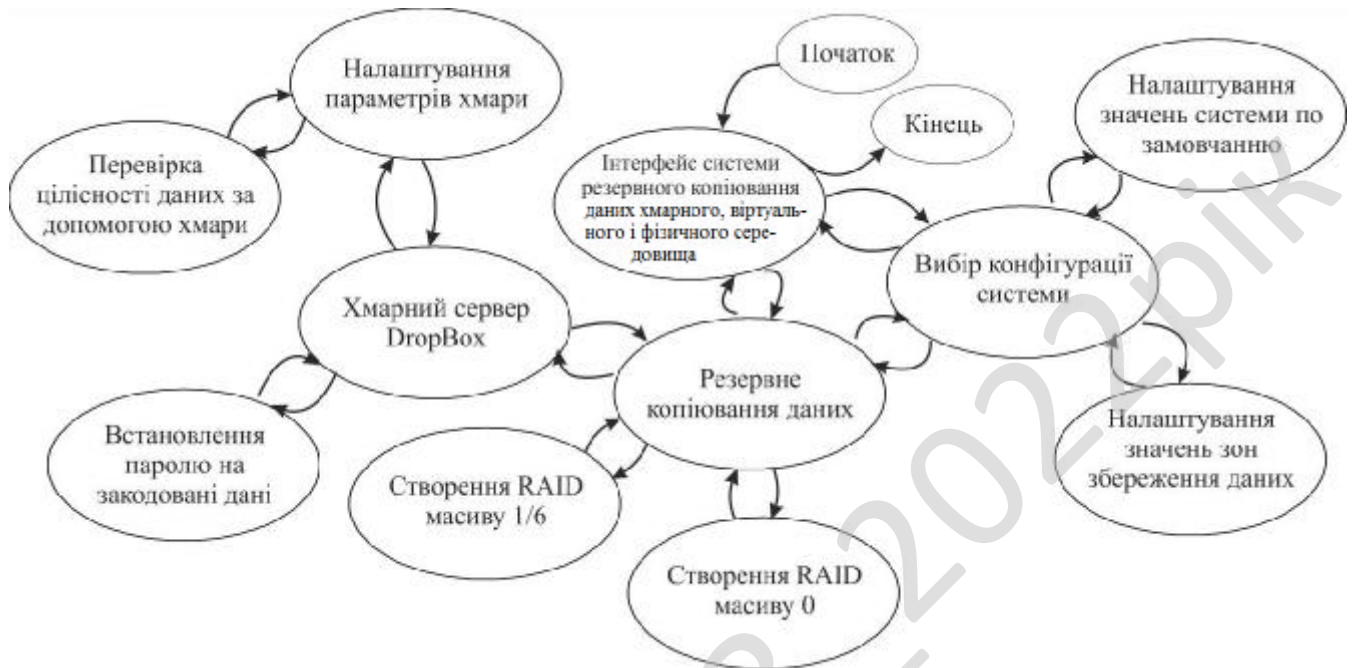 Початок
Кінець
Налаштування
параметрів хмари
Налаштування
значень системи по
замовчанню
Перевірка
цілісності даних за
допомогою хмари
Інтерфейс системи
резервного копіювання
даних хмарного, віртуаль-
ного і фізичного сере-
довища
Вибір конфігурації
системи
Хмарний сервер
DropBox
Резервне
копіювання даних
Встановлення
паролю на
закодовані дані
Налаштування
значень зон
збереження даних
Створення RAID
масиву 1/6
Створення RAID
масиву 0
2022рік